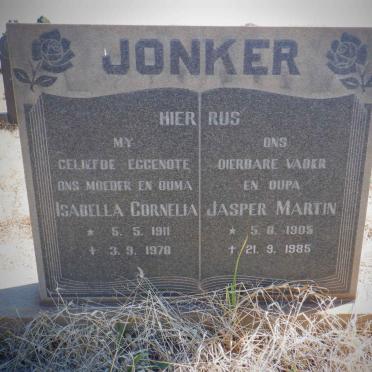 JONKER
HIER RUS
MY
GELIEFDE EGGENOTE
ONS MOEDER EN OUMA
ISABELLA CORNELIA
★ 5. 5. 1911
† 3. 9. 1978
ONS
DIERBARE VADER
EN OUPA
JASPER MARTIN
★ 5. 8. 1905
† 21. 9. 1985